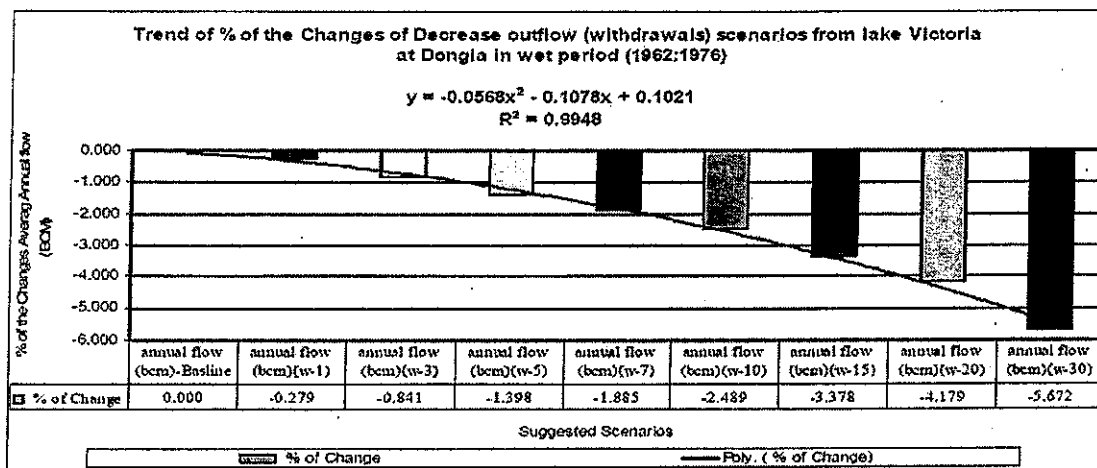 Trend of % of the Changes of Decrease outflow (withdrawals) scenarios from lake Victoria
at Dongla in wet period (1962:1976)
y = -0.0568x² - 0.1078x + 0.1021
R² = 0.9948
% of the Changes Averag Annual flow
(BCM)
0.000
-1.000
-2.000
-3.000
-4.000
-5.000
-6.000
annual flow (bcm)-Basline
annual flow (bcm)(w-1)
annual flow (bcm)(w-3)
annual flow (bcm)(w-5)
annual flow (bcm)(w-7)
annual flow (bcm)(w-10)
annual flow (bcm)(w-15)
annual flow (bcm)(w-20)
annual flow (bcm)(w-30)
% of Change 0.000 -0.279 -0.841 -1.398 -1.885 -2.489 -3.378 -4.179 -5.672
Suggested Scenarios
% of Change
Poly. ( % of Change)